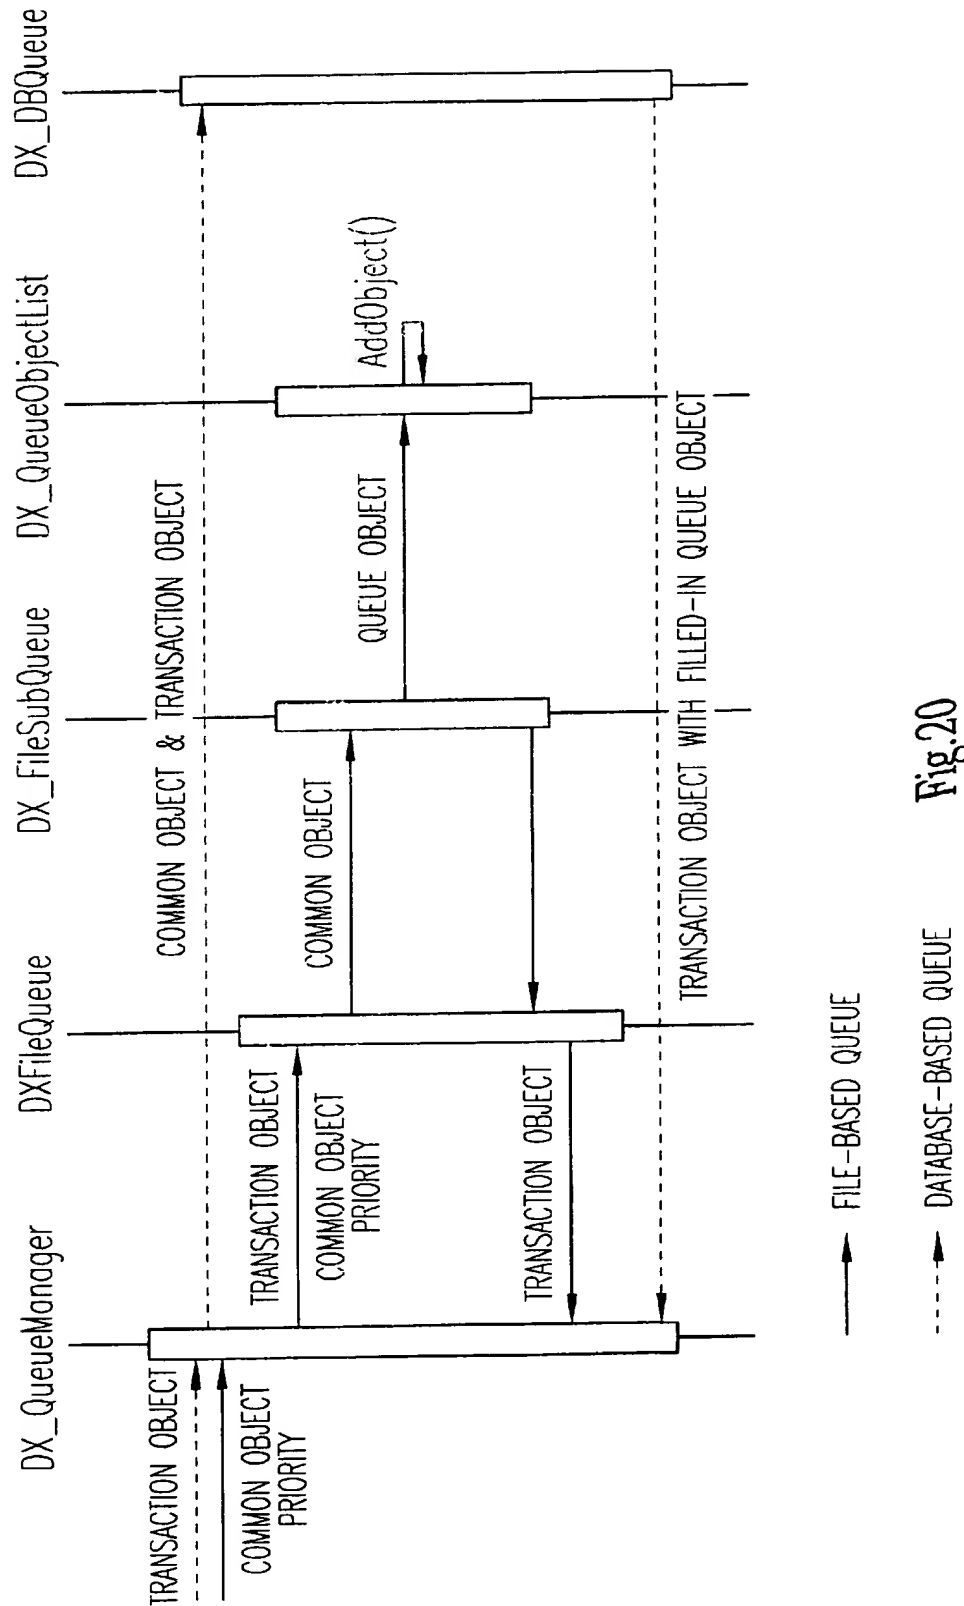 DX_QueueManager
DXFileQueue
DX_FileSubQueue
DX_QueueObjectList
DX_DBQueue
TRANSACTION OBJECT
COMMON OBJECT & TRANSACTION OBJECT
COMMON OBJECT
PRIORITY
TRANSACTION OBJECT
COMMON OBJECT
PRIORITY
COMMON OBJECT
QUEUE OBJECT
AddObject()
TRANSACTION OBJECT
TRANSACTION OBJECT WITH FILLED-IN QUEUE OBJECT
FILE-BASED QUEUE
DATABASE-BASED QUEUE
Fig.20